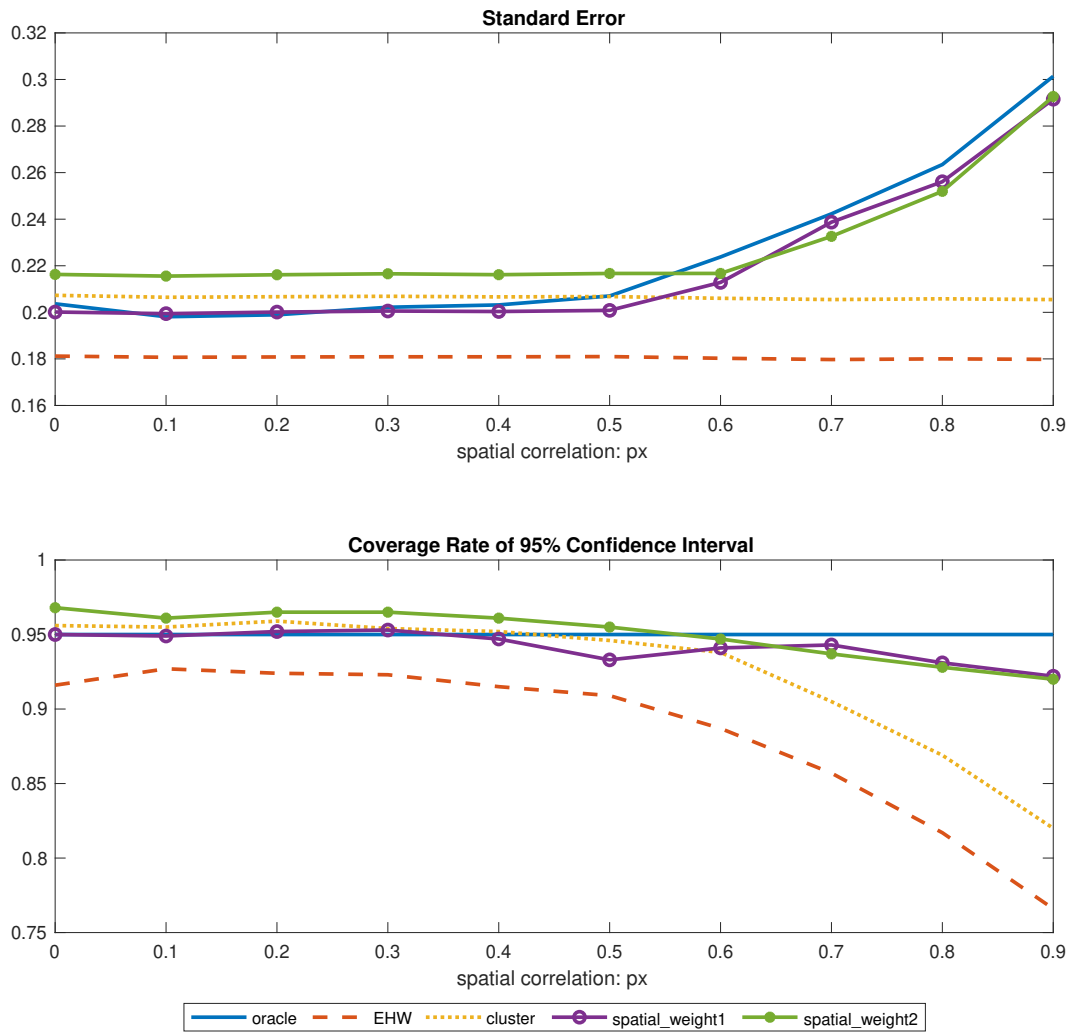 Standard Error
0.32
0.3
0.28
0.26
0.24
0.22
0.2
0.18
0.16
0 0.1 0.2 0.3 0.4 0.5 0.6 0.7 0.8 0.9
spatial correlation: px
Coverage Rate of 95% Confidence Interval
1
0.95
0.9
0.85
0.8
0.75
0 0.1 0.2 0.3 0.4 0.5 0.6 0.7 0.8 0.9
spatial correlation: px
oracle EHW cluster spatial_weight1 spatial_weight2